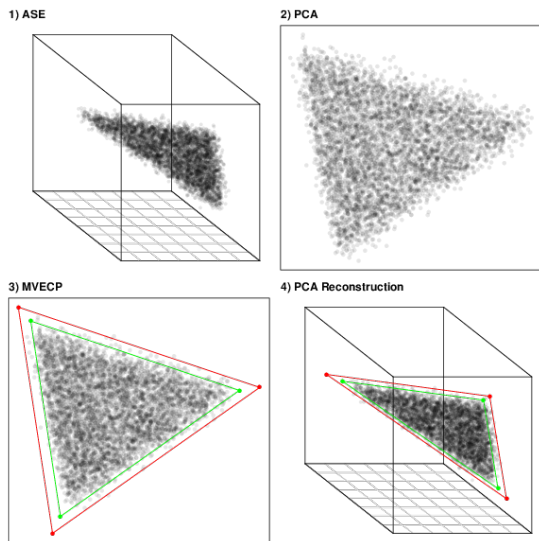 1) ASE
2) PCA
3) MVECP
4) PCA Reconstruction